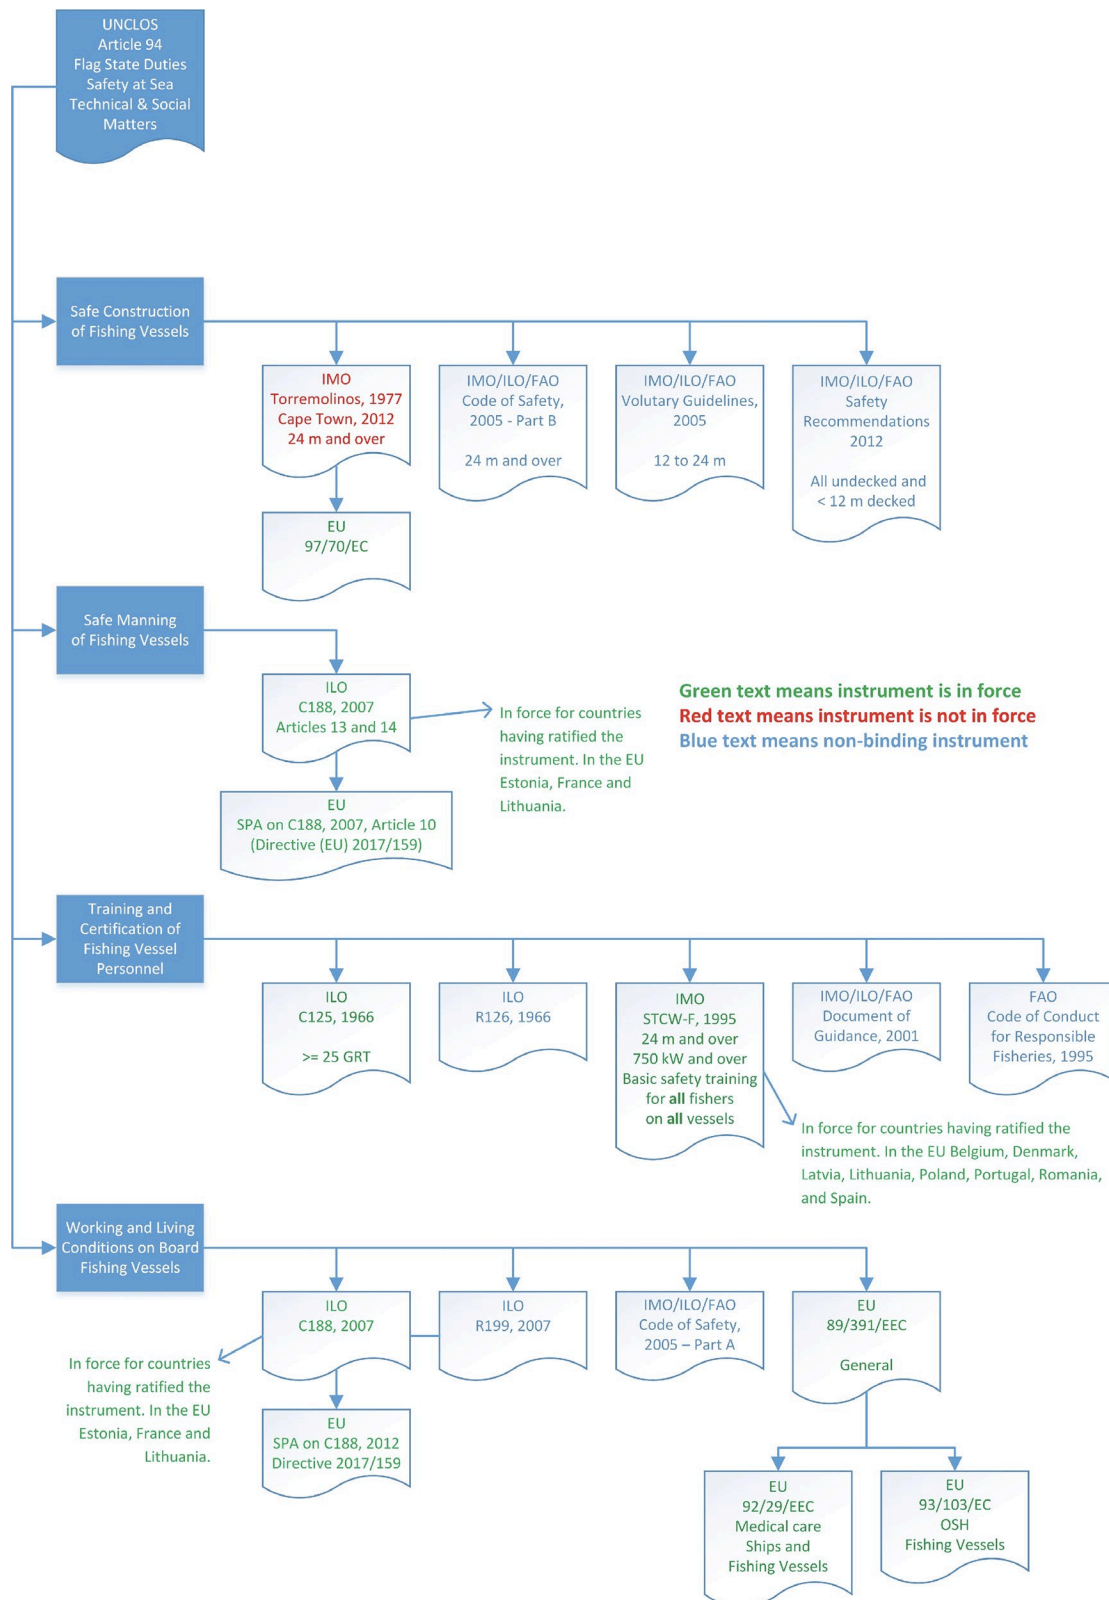 UNCLOS
Article 94
Flag State Duties
Safety at Sea
Technical & Social
Matters
Safe Construction
of Fishing Vessels
IMO
Torremolinos, 1977
Cape Town, 2012
24 m and over
IMO/ILO/FAO
Code of Safety,
2005 - Part B
24 m and over
IMO/ILO/FAO
Volutary Guidelines,
2005
12 to 24 m
IMO/ILO/FAO
Safety
Recommendations
2012
All undecked and
< 12 m decked
EU
97/70/EC
Safe Manning
of Fishing Vessels
ILO
C188, 2007
Articles 13 and 14
In force for countries
having ratified the
instrument. In the EU
Estonia, France and
Lithuania.
Green text means instrument is in force
Red text means instrument is not in force
Blue text means non-binding instrument
EU
SPA on C188, 2007, Article 10
(Directive (EU) 2017/159)
Training and
Certification of
Fishing Vessel
Personnel
ILO
C125, 1966
>= 25 GRT
ILO
R126, 1966
IMO
STCW-F, 1995
24 m and over
750 kW and over
Basic safety training
for all fishers
on all vessels
IMO/ILO/FAO
Document of
Guidance, 2001
FAO
Code of Conduct
for Responsible
Fisheries, 1995
In force for countries having ratified the
instrument. In the EU Belgium, Denmark,
Latvia, Lithuania, Poland, Portugal, Romania,
and Spain.
Working and Living
Conditions on Board
Fishing Vessels
ILO
C188, 2007
ILO
R199, 2007
IMO/ILO/FAO
Code of Safety,
2005 – Part A
EU
89/391/EEC
General
In force for countries
having ratified the
instrument. In the EU
Estonia, France and
Lithuania.
EU
SPA on C188, 2012
Directive 2017/159
EU
92/29/EEC
Medical care
Ships and
Fishing Vessels
EU
93/103/EC
OSH
Fishing Vessels